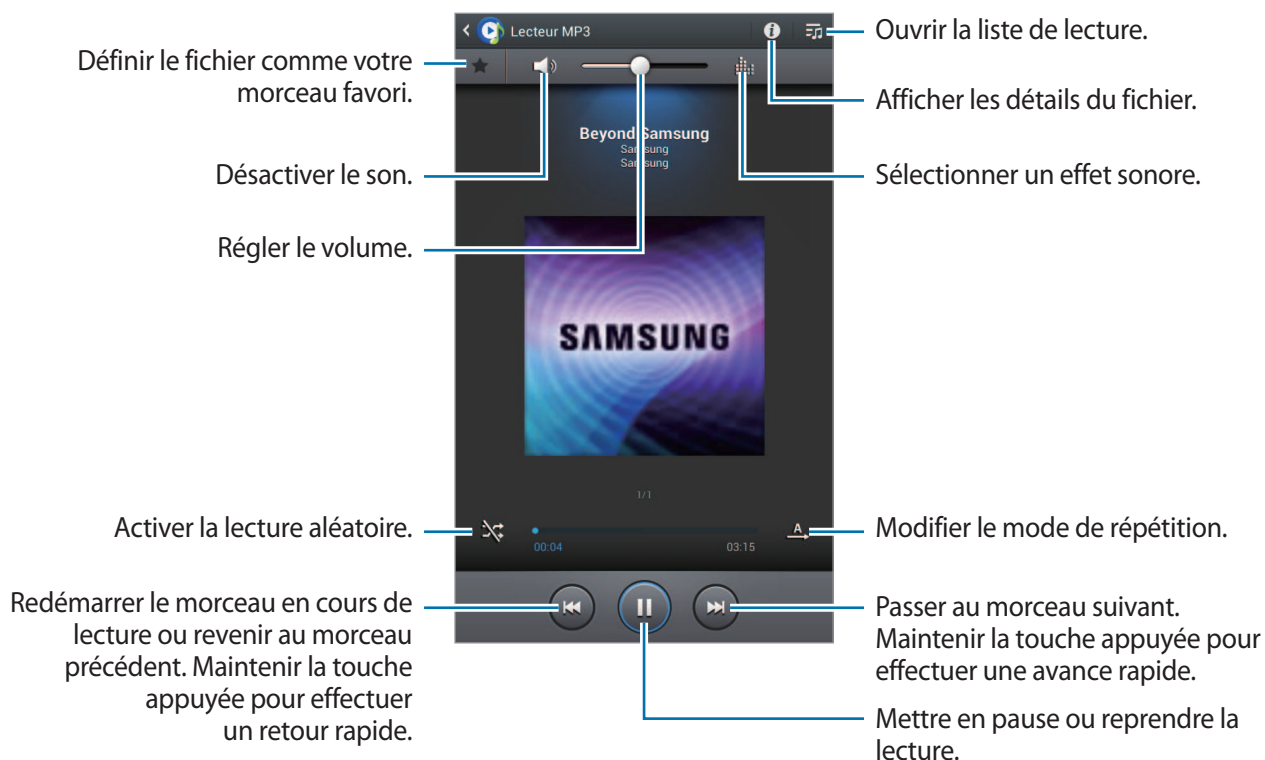 Lecteur MP3
Ouvrir la liste de lecture.
Définir le fichier comme votre
morceau favori.
Afficher les détails du fichier.
Beyond Samsung
Samsung
Samsung
Désactiver le son.
Sélectionner un effet sonore.
Régler le volume.
SAMSUNG
1/1
Activer la lecture aléatoire.
00:04
03:15
A
Modifier le mode de répétition.
Redémarrer le morceau en cours de
lecture ou revenir au morceau
précédent. Maintenir la touche
appuyée pour effectuer
un retour rapide.
Passer au morceau suivant.
Maintenir la touche appuyée pour
effectuer une avance rapide.
Mettre en pause ou reprendre la
lecture.